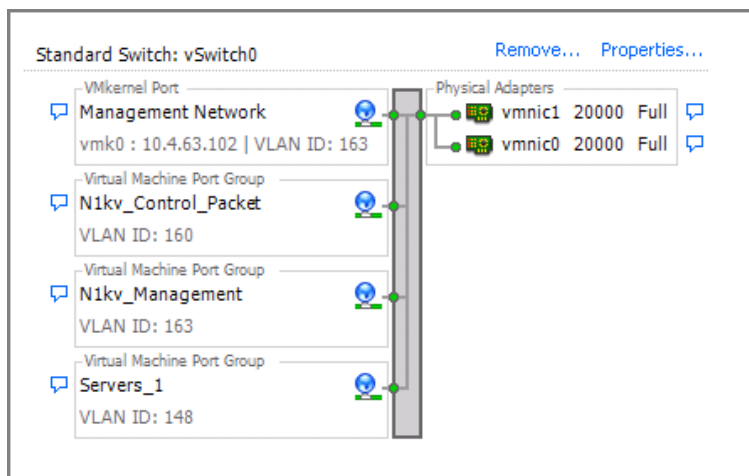 Standard Switch: vSwitch0 Remove... Properties...
VMkernel Port
Management Network
vmk0 : 10.4.63.102 | VLAN ID: 163
Physical Adapters
vmnic1 20000 Full
vmnic0 20000 Full
Virtual Machine Port Group
N1kv_Control_Packet
VLAN ID: 160
Virtual Machine Port Group
N1kv_Management
VLAN ID: 163
Virtual Machine Port Group
Servers_1
VLAN ID: 148